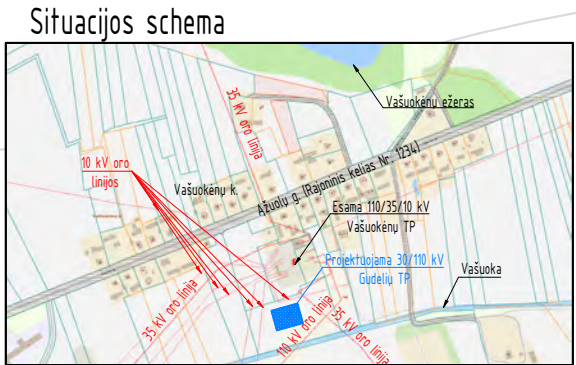 Situacijos schema
35 kV oro linija
Vašuokėnų ežeras
10 kV oro
linijos
Vašuokėnų k.
Ažuolų g. (Rajoninis kelias Nr. 1234)
Esama 110/35/10 kV
Vašuokėnų TP
Projektuojama 30/110 kV
Gudelių TP
Vašuoka
35 kV oro linija
110 kV oro linija
35 kV oro linija